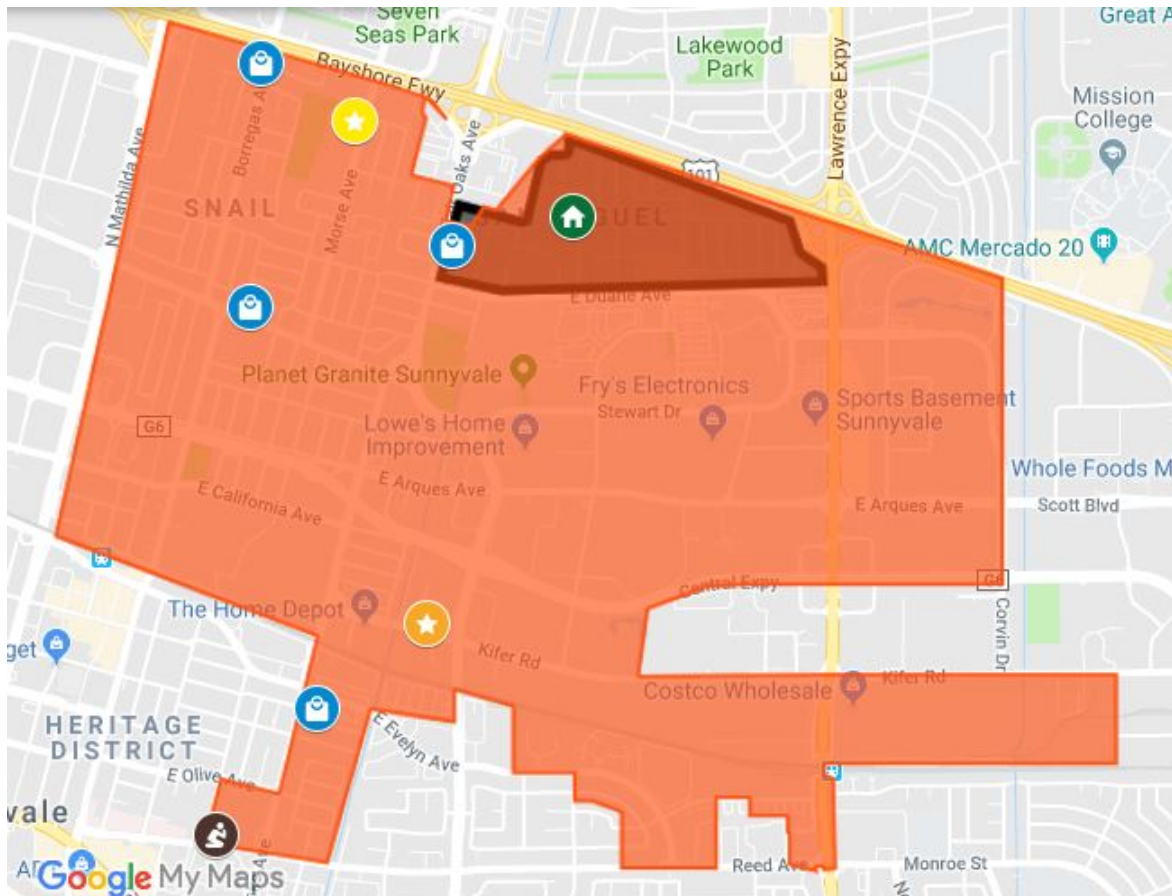 Seven
Seas Park
Great A
Bayshore Fwy
Lakewood
Park
Lawrence Expy
Mission
College
Borregas A
Oaks Ave
N Mathilda Ave
101
SNAIL
Morse Ave
GUEL
AMC Mercado 20
E Duane Ave
Planet Granite Sunnyvale
Fry's Electronics
Stewart Dr
Sports Basement
Sunnyvale
G6
Lowe's Home
Improvement
Whole Foods M
E Arques Ave
E California Ave
E Arques Ave
Scott Blvd
Central Expy
G6
The Home Depot
Corvin Dr
get
Kifer Rd
Kifer Rd
Costco Wholesale
HERITAGE
DISTRICT
E Evelyn Ave
E Olive Ave
vale
Reed Ave
Monroe St
Google My Maps